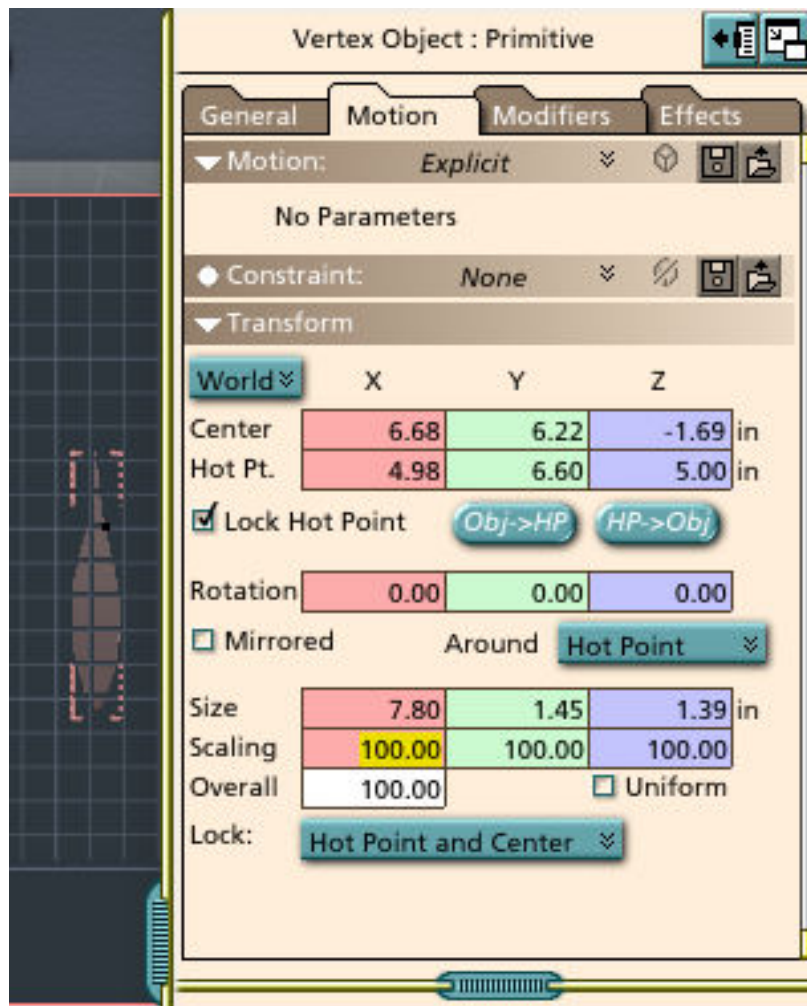 Vertex Object : Primitive
General Motion Modifiers Effects
Motion: Explicit
No Parameters
Constraint: None
Transform
World X Y Z
Center 6.68 6.22 -1.69 in
Hot Pt. 4.98 6.60 5.00 in
Lock Hot Point Obj->HP HP->Obj
Rotation 0.00 0.00 0.00
Mirrored Around Hot Point
Size 7.80 1.45 1.39 in
Scaling 100.00 100.00 100.00
Overall 100.00 Uniform
Lock: Hot Point and Center